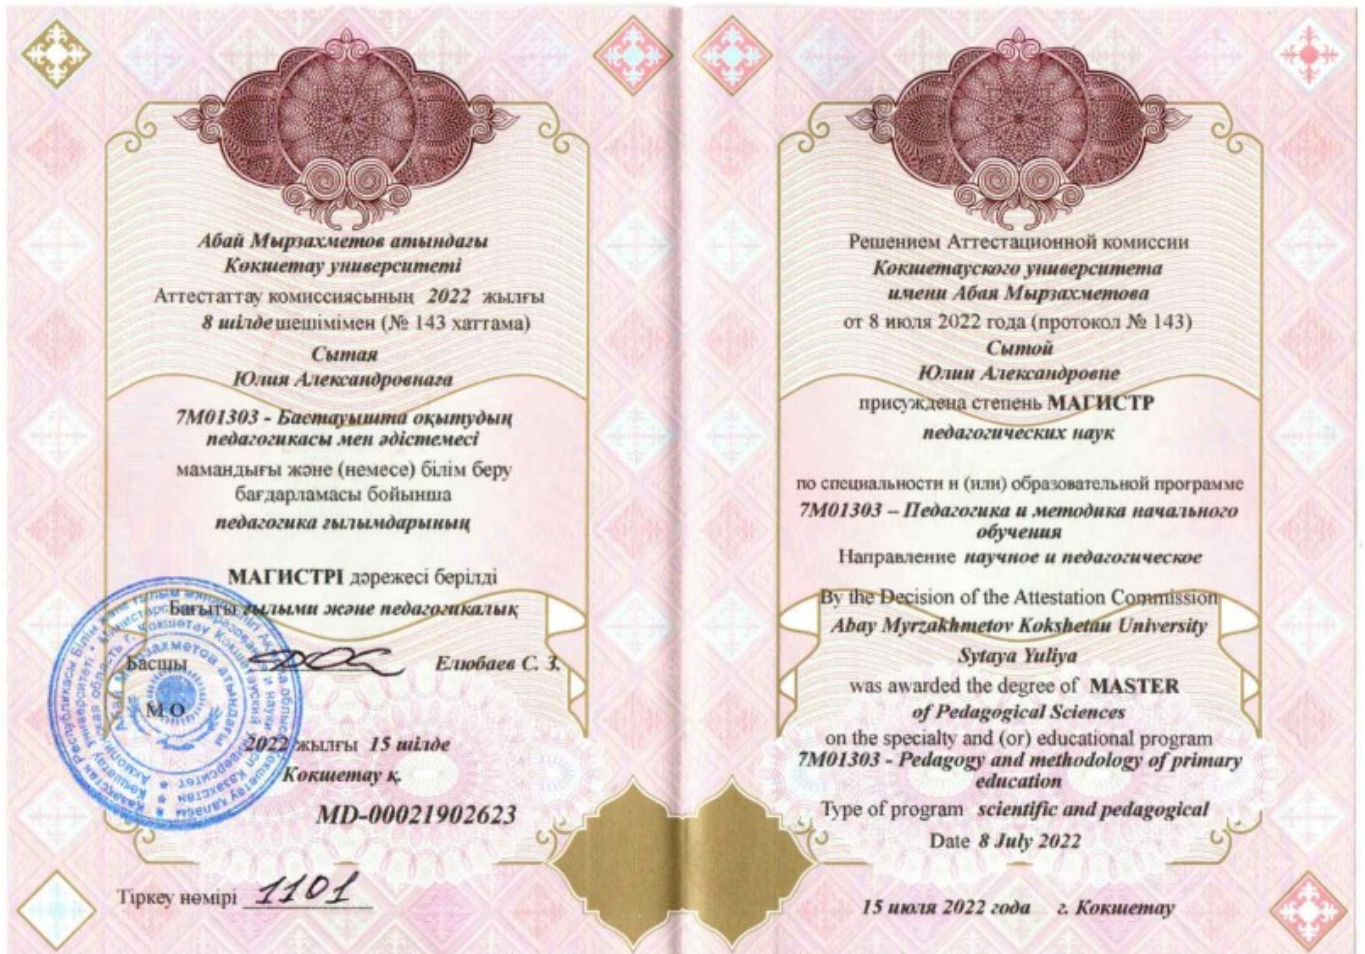 Абай Мырзахметов атындағы
Көкшетау университеті
Аттестаттау комиссиясының 2022 жылғы
8 шілде шешімімен (№ 143 хаттама)
Сытая
Юлия Александровнаға
7М01303 - Бастауышта оқытудың
педагогикасы мен әдістемесі
мамандығы және (немесе) білім беру
бағдарламасы бойынша
педагогика ғылымдарының
МАГИСТРІ дәрежесі берілді
Бағыты ғылыми және педагогикалық
Басшы Елюбаев С. З.
М О
2022 жылғы 15 шілде
Көкшетау қ.
MD-00021902623
Тіркеу нөмірі 1101
Решением Аттестационной комиссии
Кокшетауского университета
имени Абая Мырзахметова
от 8 июля 2022 года (протокол № 143)
Сытой
Юлии Александровне
присуждена степень МАГИСТР
педагогических наук
по специальности и (или) образовательной программе
7М01303 – Педагогика и методика начального
обучения
Направление научное и педагогическое
By the Decision of the Attestation Commission
Abay Myrzakhmetov Kokshetau University
Sytaya Yuliya
was awarded the degree of MASTER
of Pedagogical Sciences
on the specialty and (or) educational program
7M01303 - Pedagogy and methodology of primary
education
Type of program scientific and pedagogical
Date 8 July 2022
15 июля 2022 года г. Кокшетау